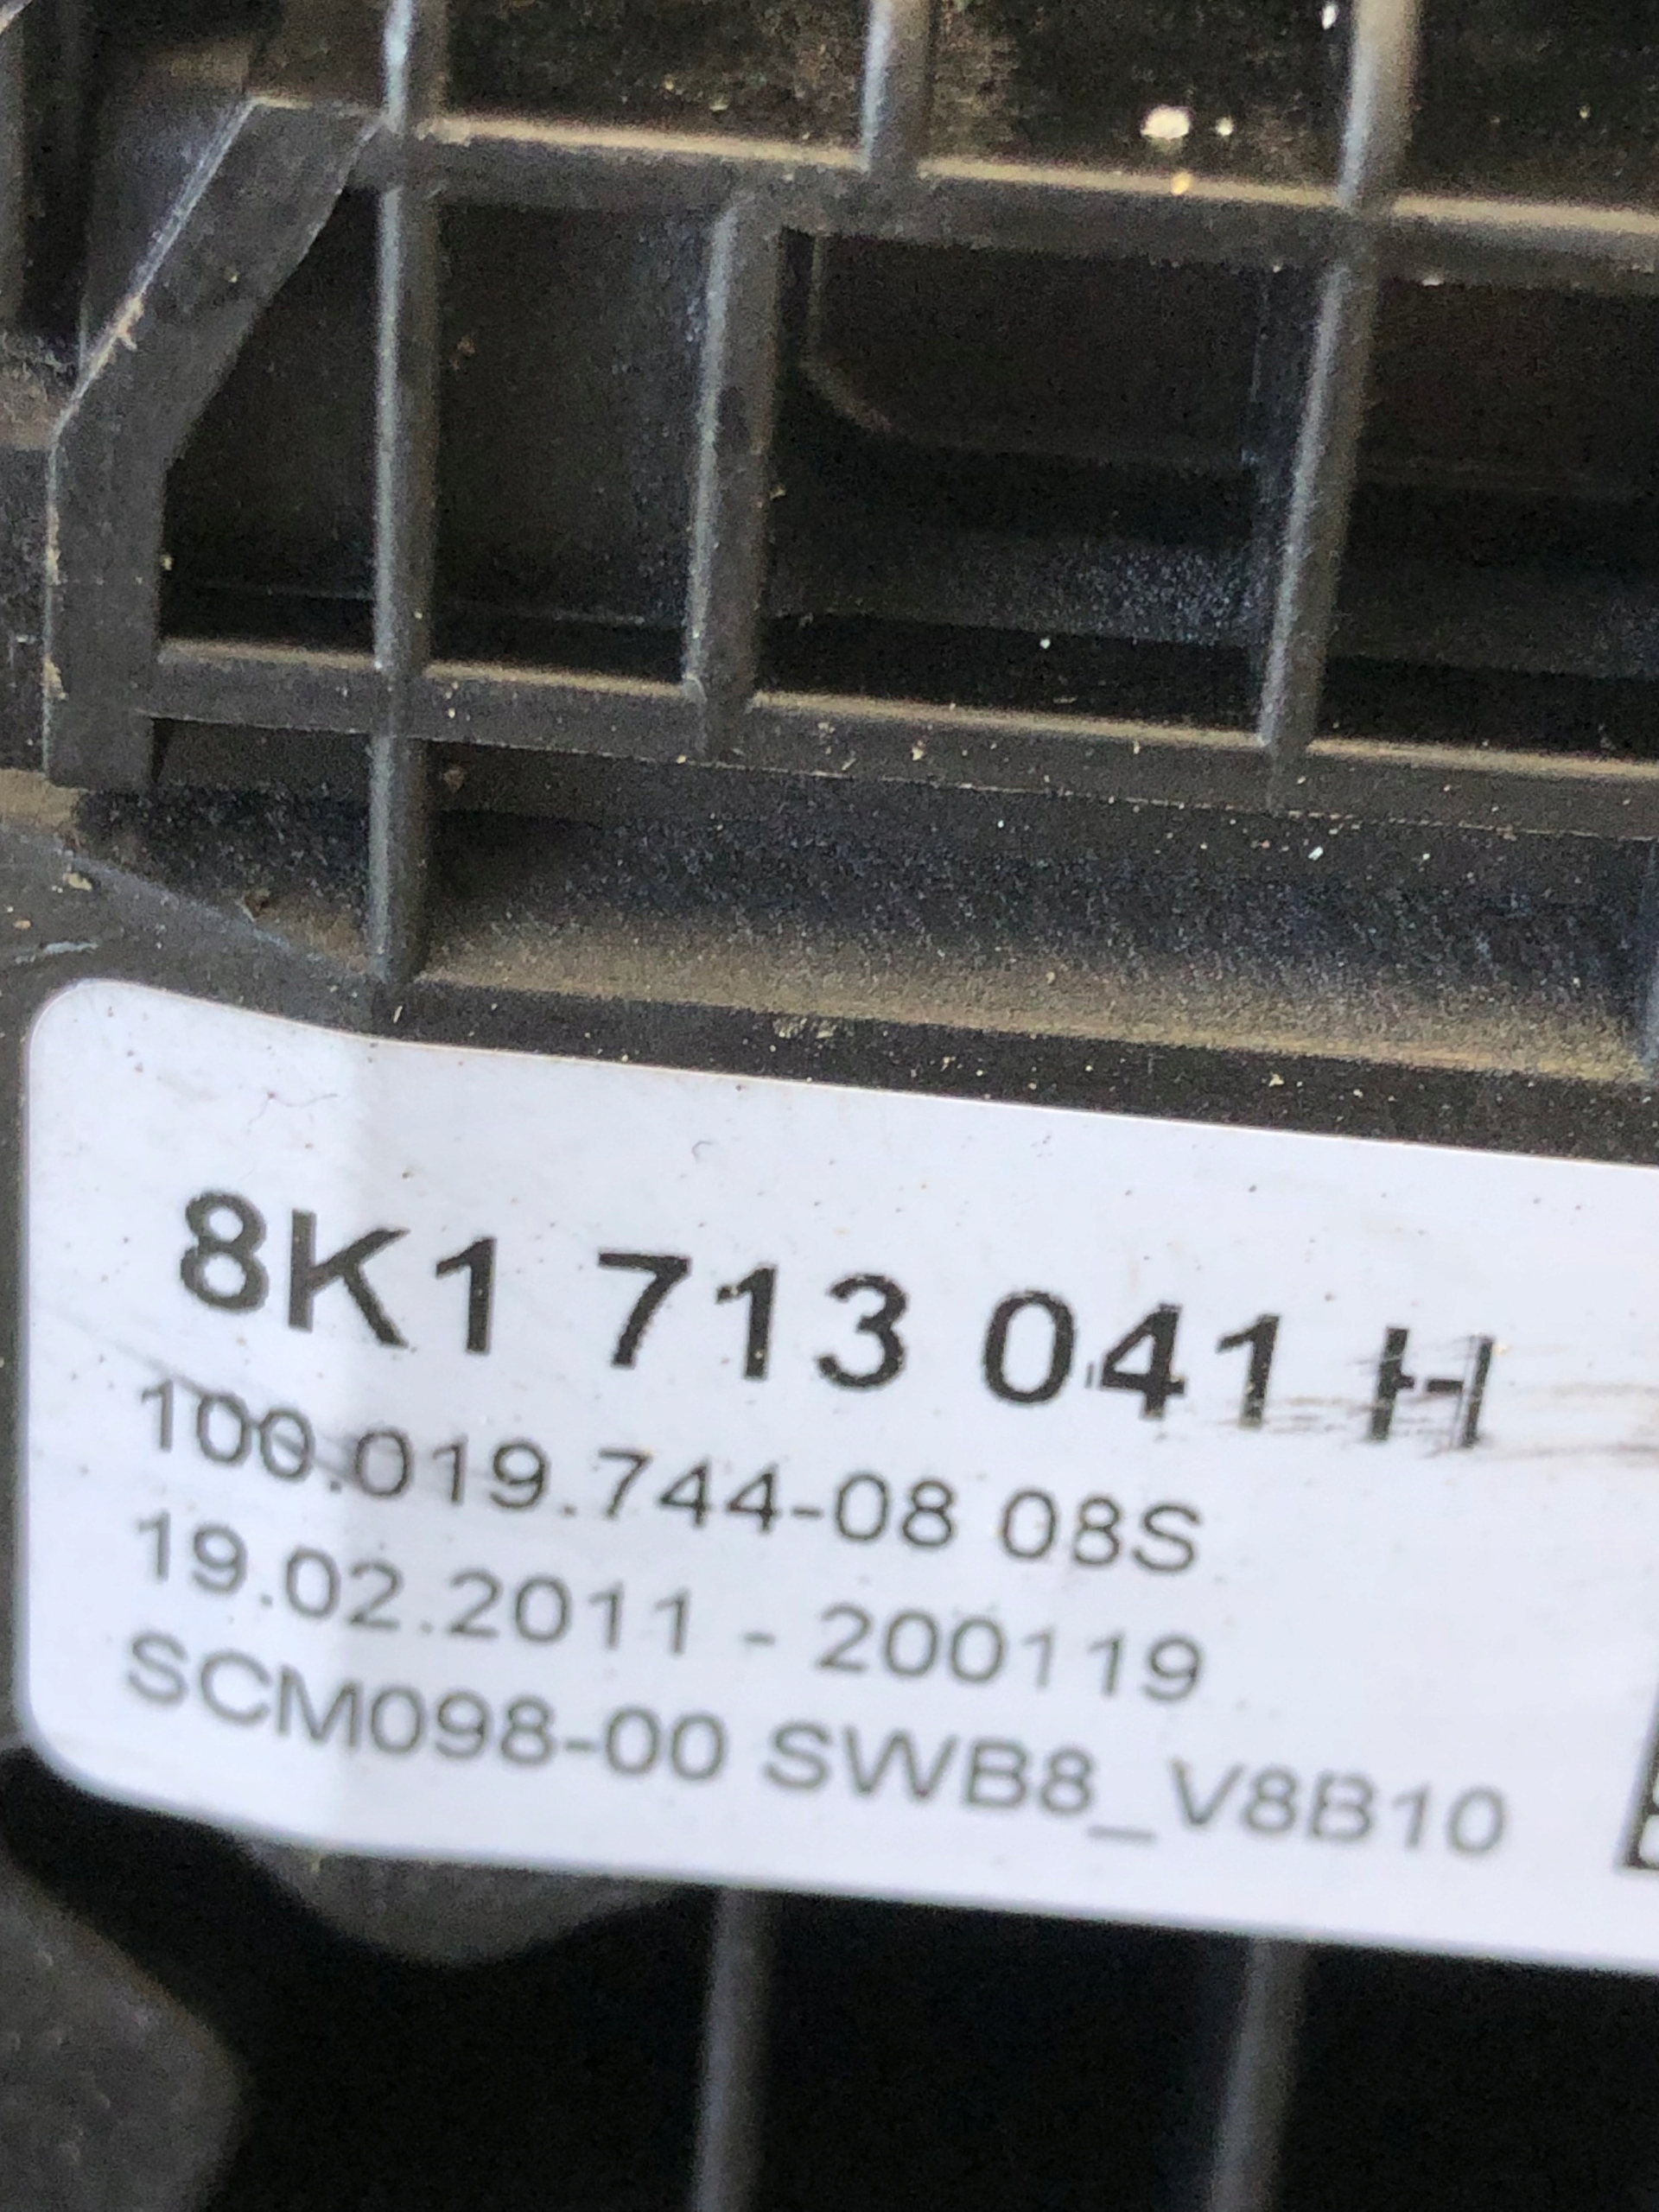 8K1 713 041 H
100.019.744-08 08S
19.02.2011 - 200119
SCM098-00 SWB8_V8B10